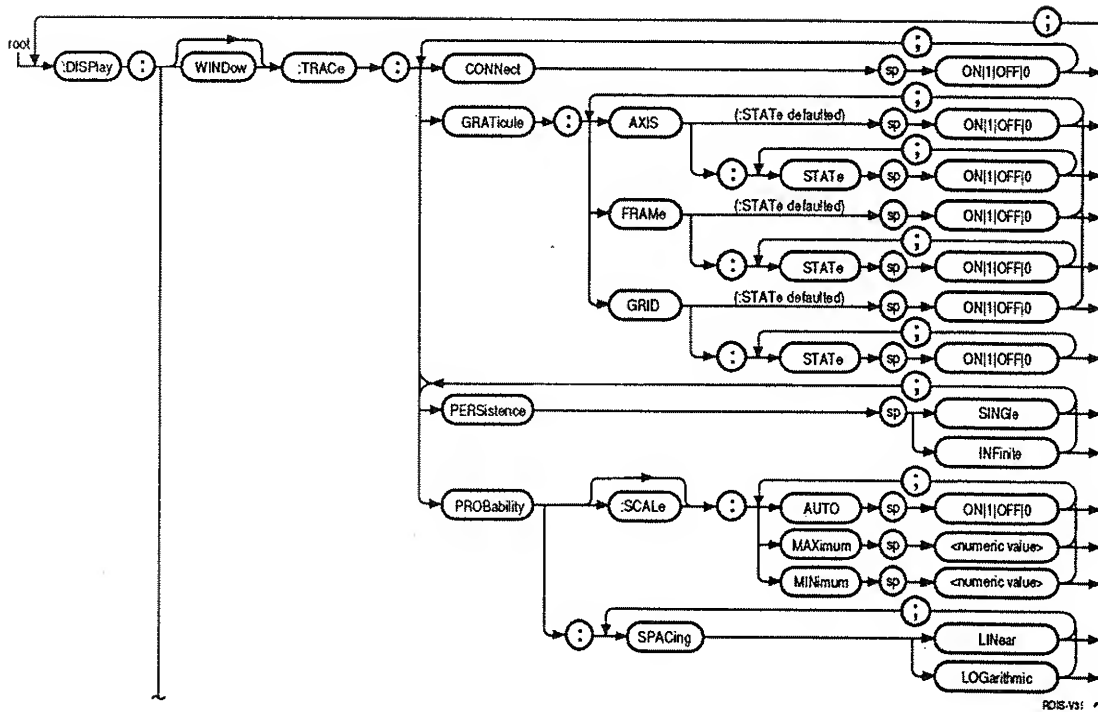 ;
root
;
:DISPlay : WINDow :TRACe : CONNect sp ON|1|OFF|0
;
GRATicule : AXIS (:STATe defaulted) sp ON|1|OFF|0
;
: STATe sp ON|1|OFF|0
FRAMe (:STATe defaulted) sp ON|1|OFF|0
;
: STATe sp ON|1|OFF|0
GRID (:STATe defaulted) sp ON|1|OFF|0
;
: STATe sp ON|1|OFF|0
;
PERSistence sp SINGle
INFinite
;
PROBability :SCALe : AUTO sp ON|1|OFF|0
MAXimum sp <numeric value>
MINimum sp <numeric value>
;
: SPACing LINear
LOGarithmic